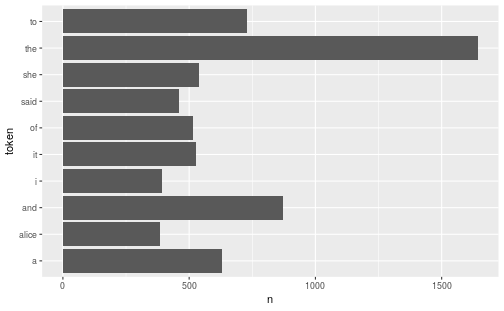 to
the
she
said
of
it
i
and
alice
a
token
0 500 1000 1500
n